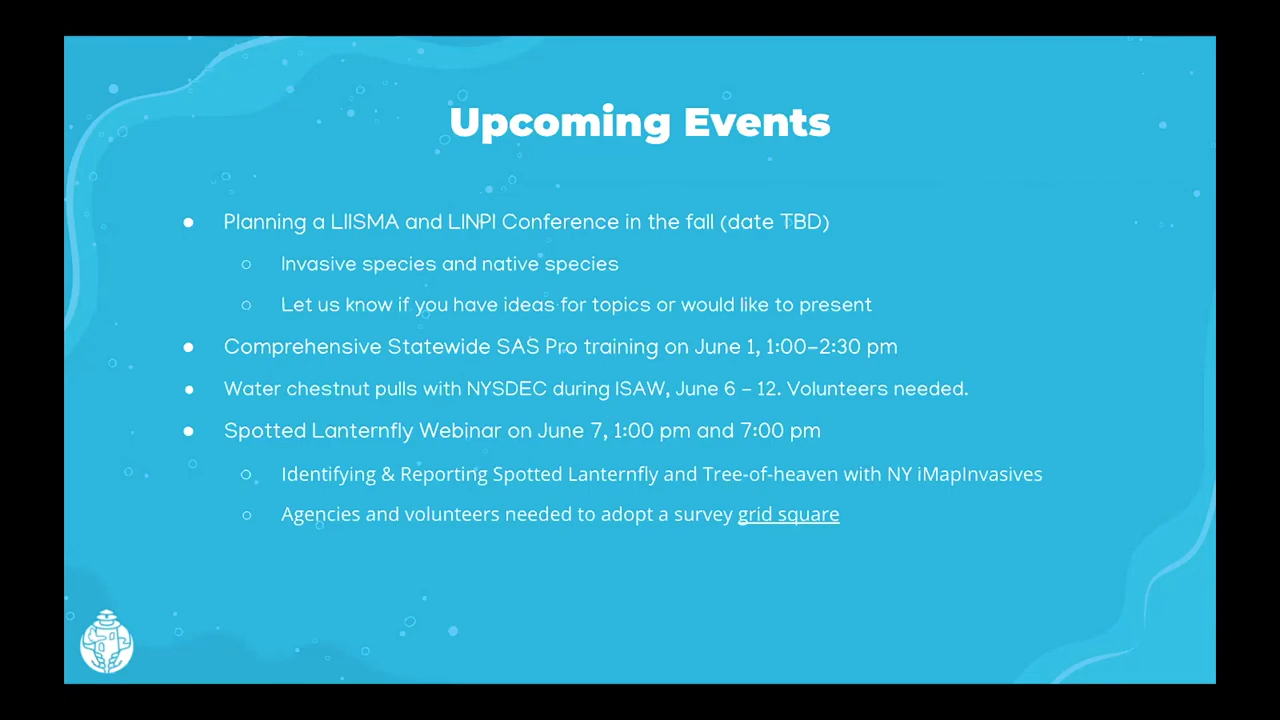 Upcoming Events
● Planning a LIISMA and LINPI Conference in the fall (date TBD)
○ Invasive species and native species
○ Let us know if you have ideas for topics or would like to present
● Comprehensive Statewide SAS Pro training on June 1, 1:00–2:30 pm
● Water chestnut pulls with NYSDEC during ISAW, June 6 – 12. Volunteers needed.
● Spotted Lanternfly Webinar on June 7, 1:00 pm and 7:00 pm
○ Identifying & Reporting Spotted Lanternfly and Tree-of-heaven with NY iMapInvasives
○ Agencies and volunteers needed to adopt a survey grid square